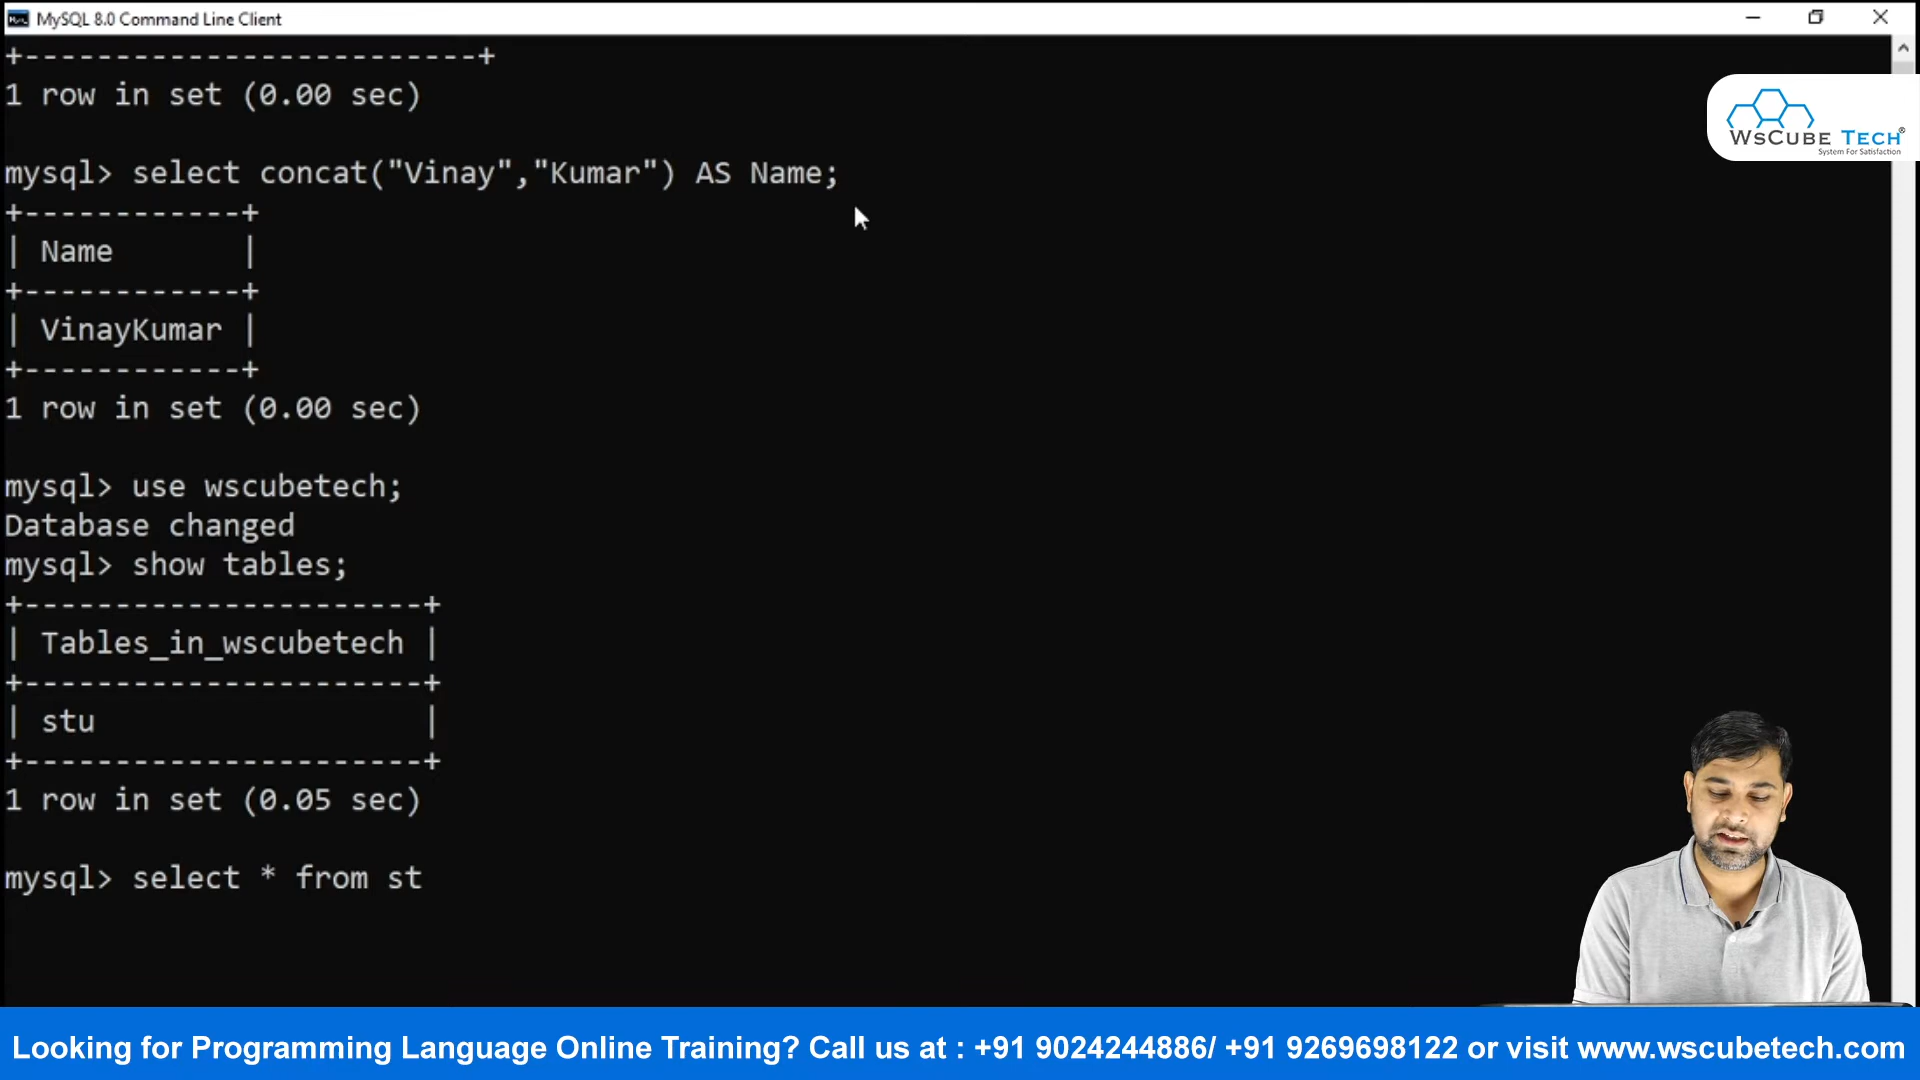 MySQL 8.0 Command Line Client
+-------------------------+
1 row in set (0.00 sec)
mysql> select concat("Vinay","Kumar") AS Name;
+------------+
| Name       |
+------------+
| VinayKumar |
+------------+
1 row in set (0.00 sec)
mysql> use wscubetech;
Database changed
mysql> show tables;
+----------------------+
| Tables_in_wscubetech |
+----------------------+
| stu                  |
+----------------------+
1 row in set (0.05 sec)
mysql> select * from st
WsCube Tech®
System For Satisfaction
Looking for Programming Language Online Training? Call us at : +91 9024244886/ +91 9269698122 or visit www.wscubetech.com